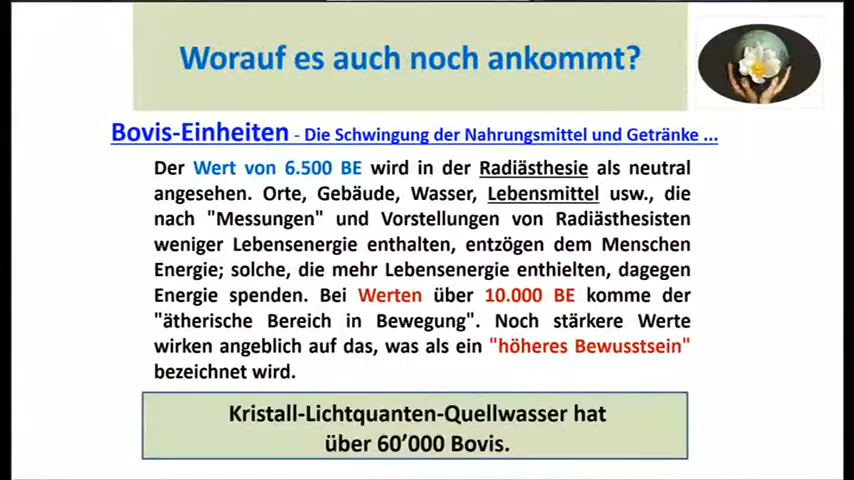 Worauf es auch noch ankommt?
Bovis-Einheiten - Die Schwingung der Nahrungsmittel und Getränke ...
Der Wert von 6.500 BE wird in der Radiästhesie als neutral
angesehen. Orte, Gebäude, Wasser, Lebensmittel usw., die
nach "Messungen" und Vorstellungen von Radiästhesisten
weniger Lebensenergie enthalten, entzögen dem Menschen
Energie; solche, die mehr Lebensenergie enthielten, dagegen
Energie spenden. Bei Werten über 10.000 BE komme der
"ätherische Bereich in Bewegung". Noch stärkere Werte
wirken angeblich auf das, was als ein "höheres Bewusstsein"
bezeichnet wird.
Kristall-Lichtquanten-Quellwasser hat
über 60’000 Bovis.